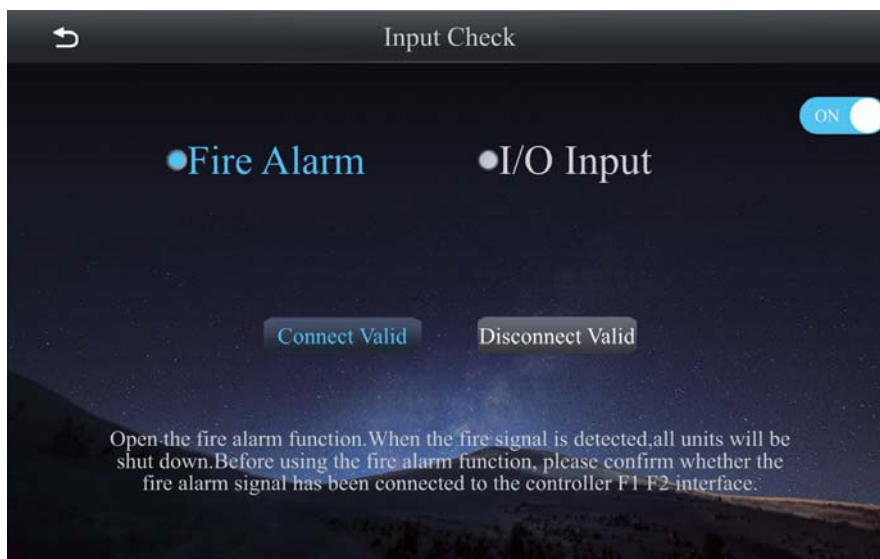 Input Check
ON
Fire Alarm
I/O Input
Connect Valid
Disconnect Valid
Open the fire alarm function.When the fire signal is detected,all units will be
shut down.Before using the fire alarm function, please confirm whether the
fire alarm signal has been connected to the controller F1 F2 interface.